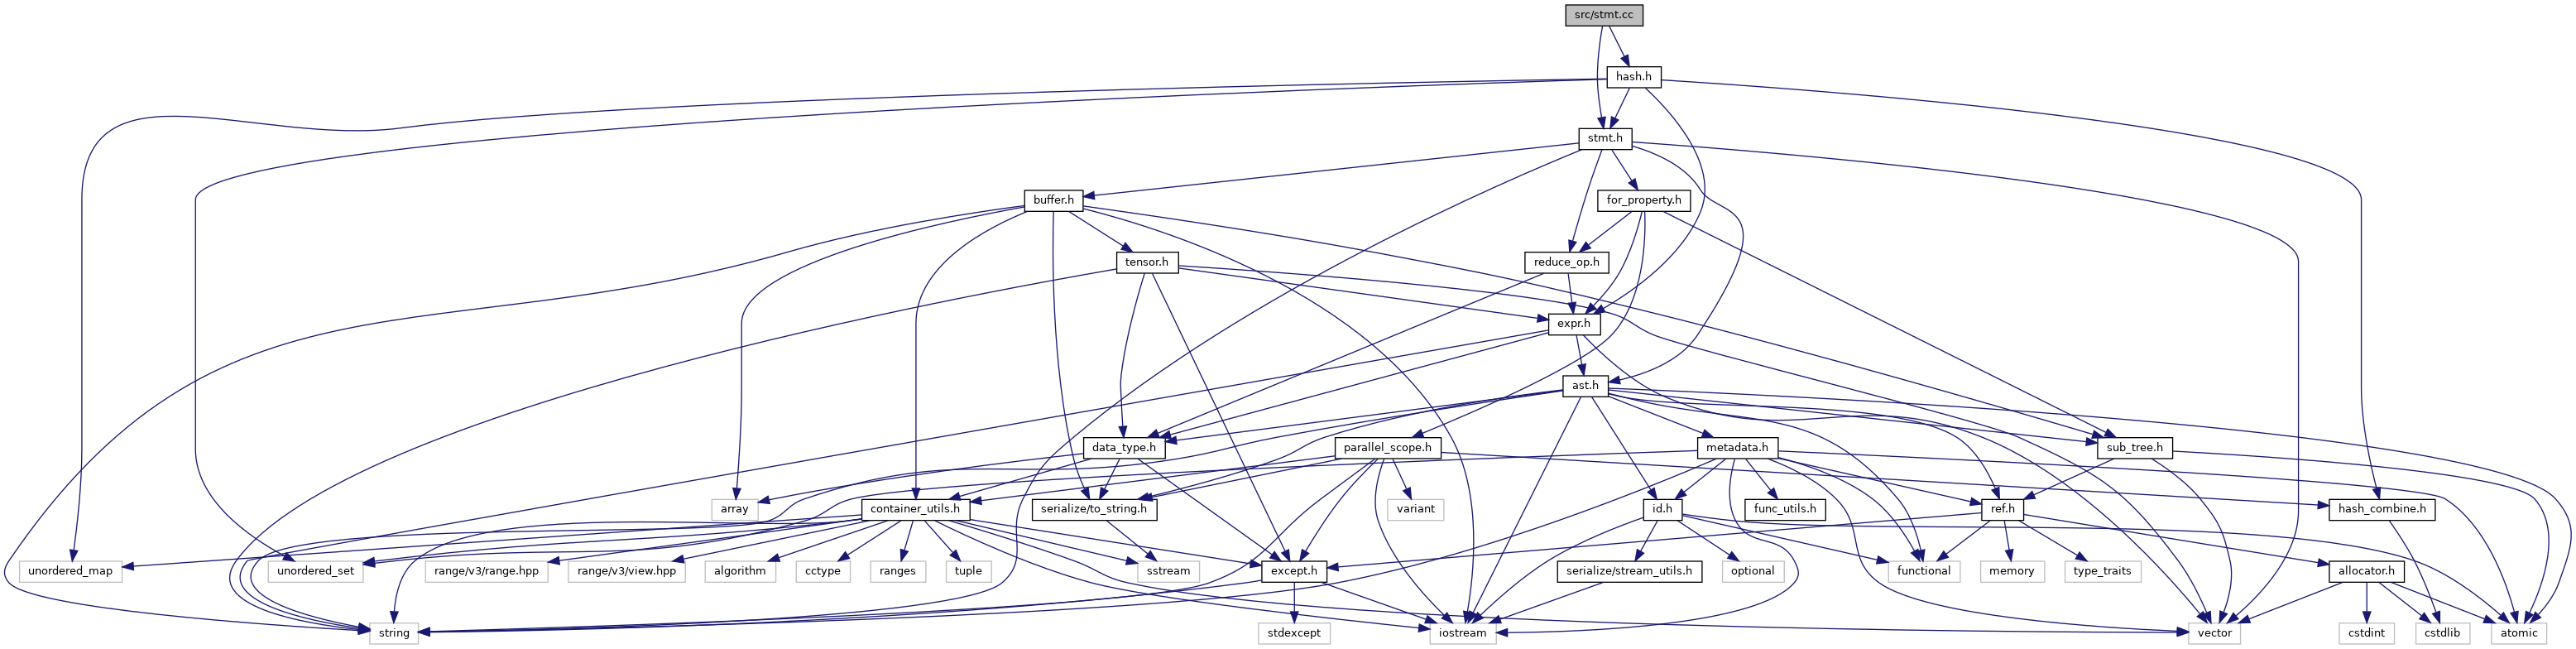 src/stmt.cc
hash.h
stmt.h
buffer.h
for_property.h
tensor.h
reduce_op.h
expr.h
ast.h
data_type.h
parallel_scope.h
metadata.h
sub_tree.h
array
container_utils.h
serialize/to_string.h
variant
id.h
func_utils.h
ref.h
hash_combine.h
unordered_map
unordered_set
range/v3/range.hpp
range/v3/view.hpp
algorithm
cctype
ranges
tuple
sstream
except.h
serialize/stream_utils.h
optional
functional
memory
type_traits
allocator.h
string
stdexcept
iostream
vector
cstdint
cstdlib
atomic